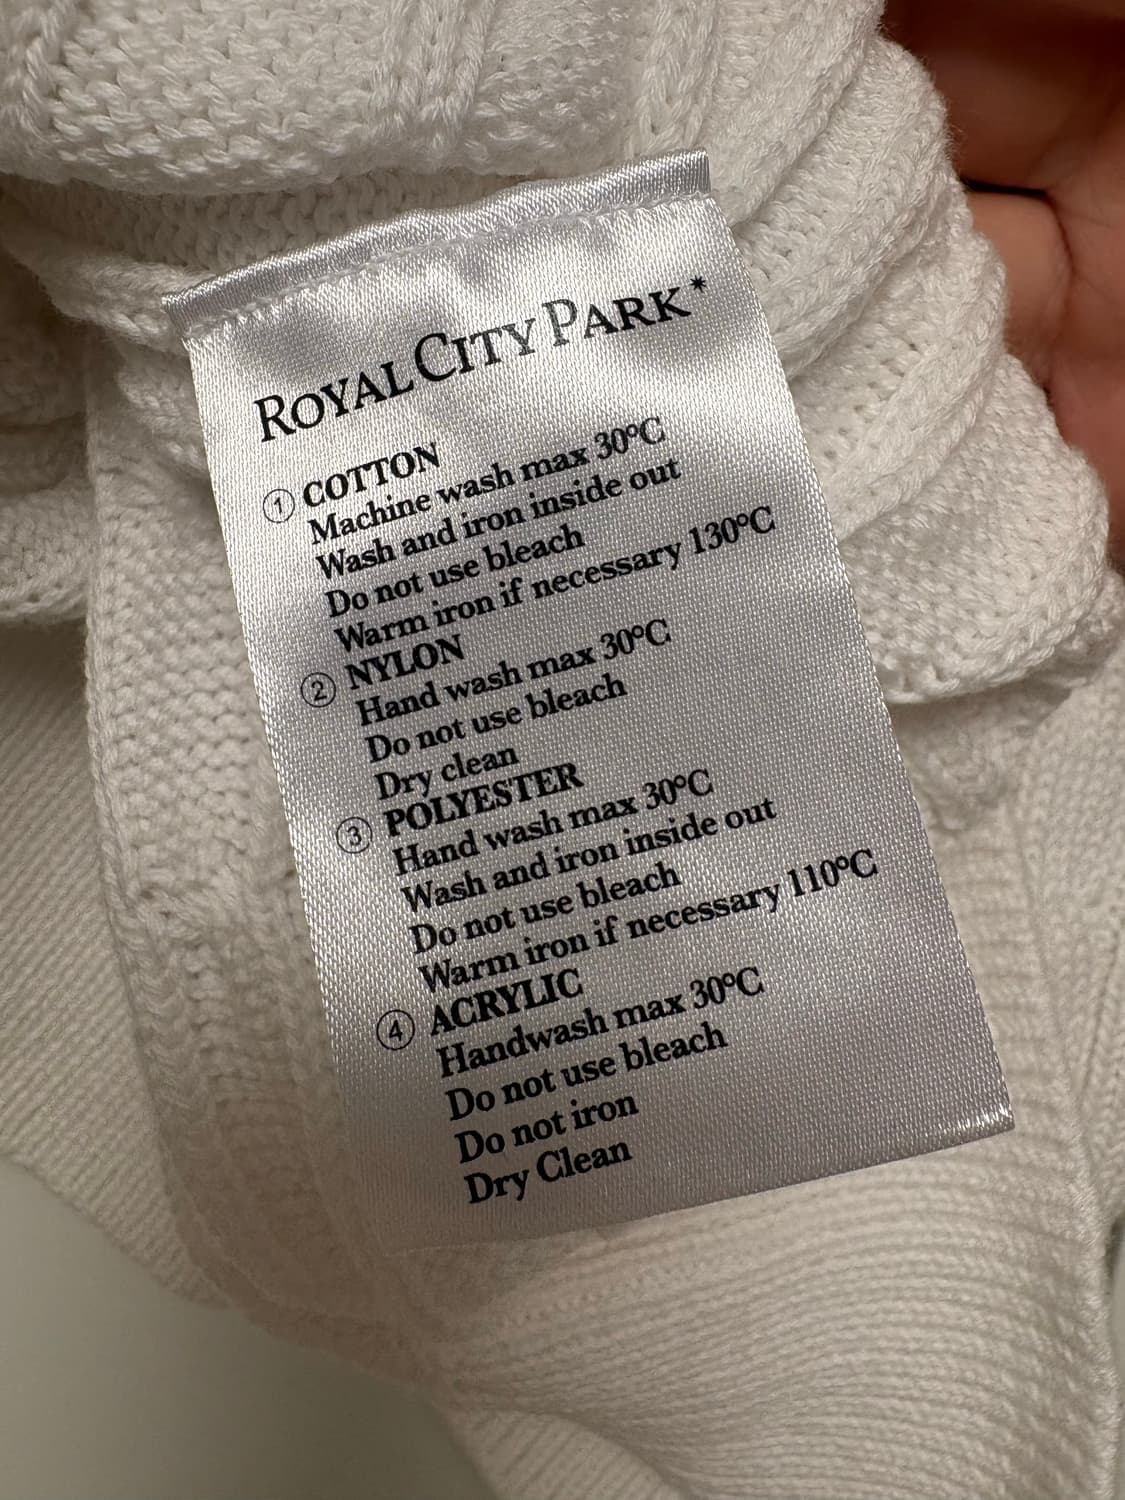 ROYAL CITY PARK*
① COTTON
Machine wash max 30°C
Wash and iron inside out
Do not use bleach
Warm iron if necessary 130°C
② NYLON
Hand wash max 30°C
Do not use bleach
Dry clean
③ POLYESTER
Hand wash max 30°C
Wash and iron inside out
Do not use bleach
Warm iron if necessary 110°C
④ ACRYLIC
Handwash max 30°C
Do not use bleach
Do not iron
Dry Clean